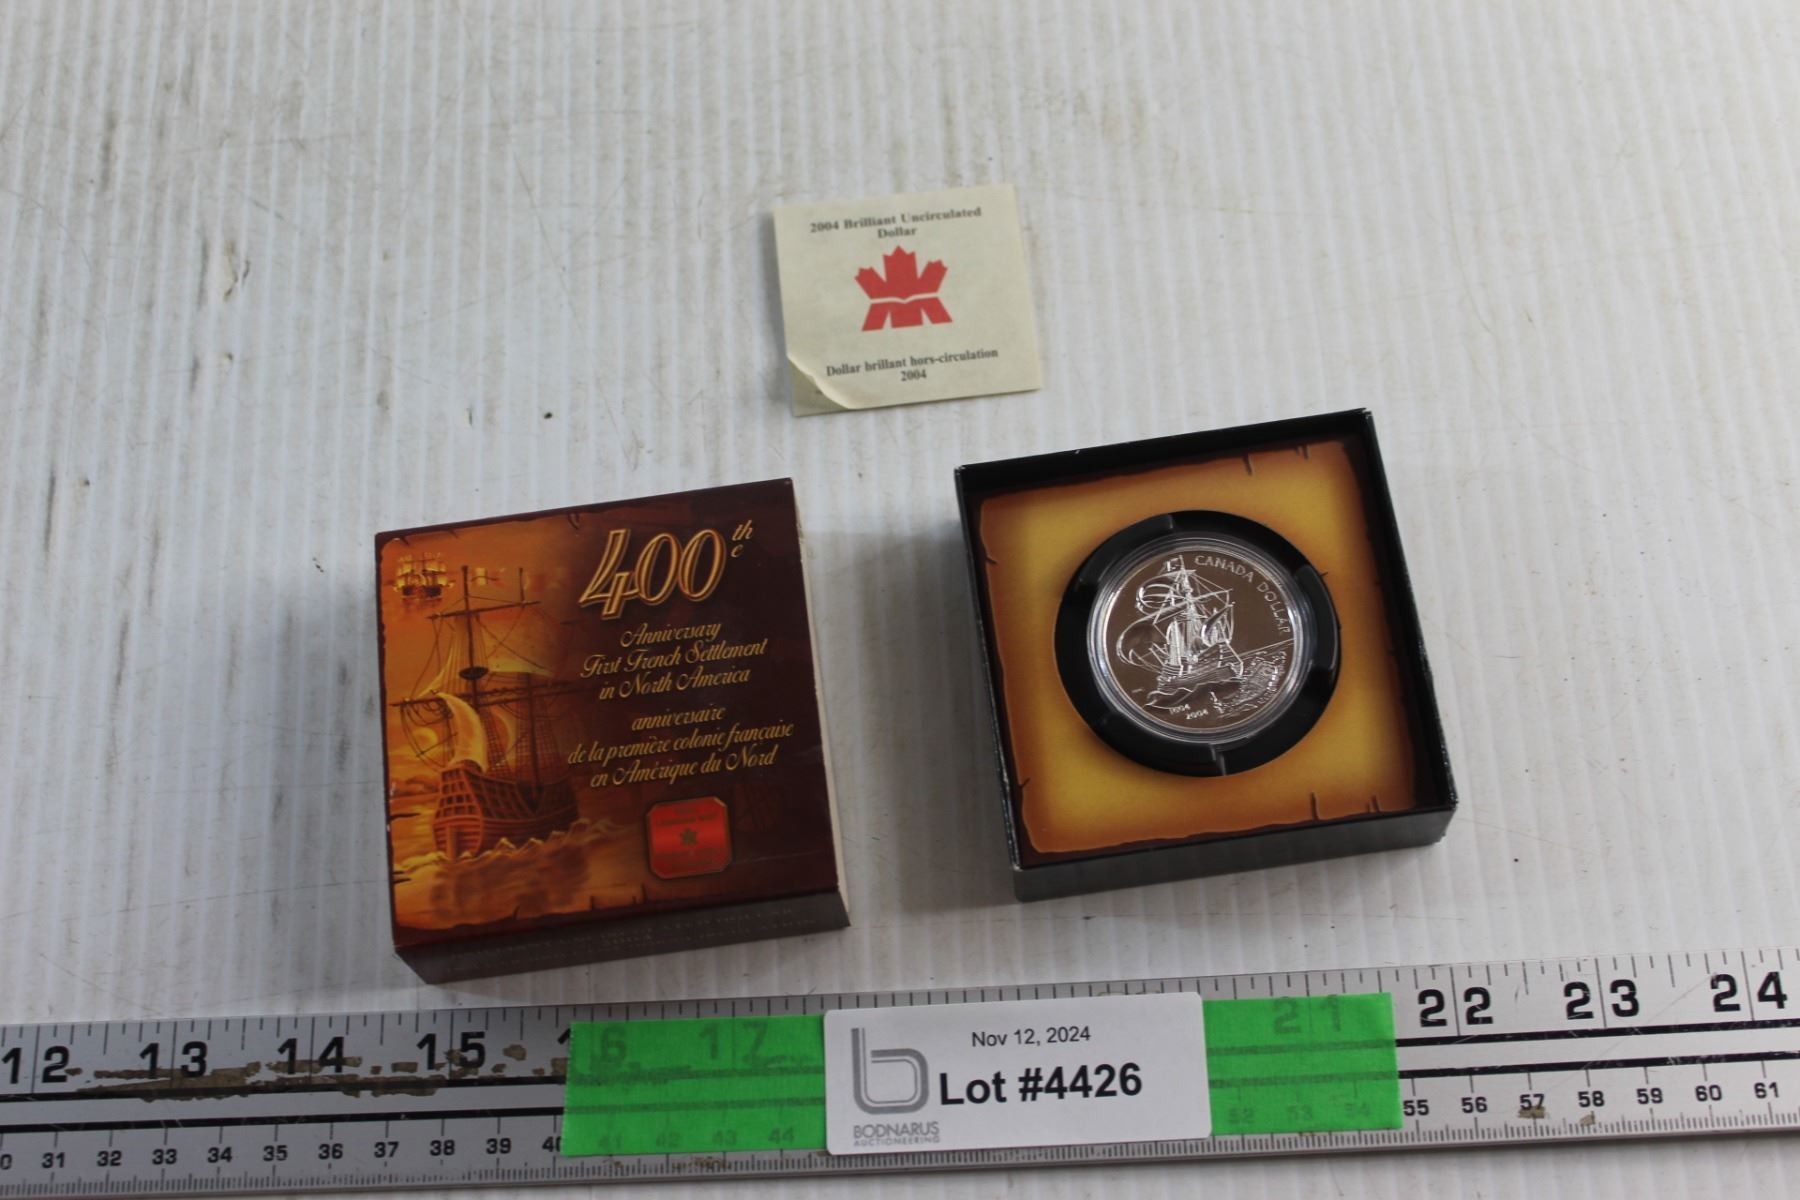 2004 Brilliant Uncirculated
Dollar
Dollar brillant hors-circulation
2004
400th
e
Anniversary
First French Settlement
in North America
anniversaire
de la première colonie française
en Amérique du Nord
CANADA DOLLAR
1604
2004
12 13 14 15 16 17 21 22 23 24
Nov 12, 2024
Lot #4426
BODNARUS
AUCTIONEERING
30 31 32 33 34 35 36 37 38 39 40 41 42 43 44 52 53 54 55 56 57 58 59 60 61